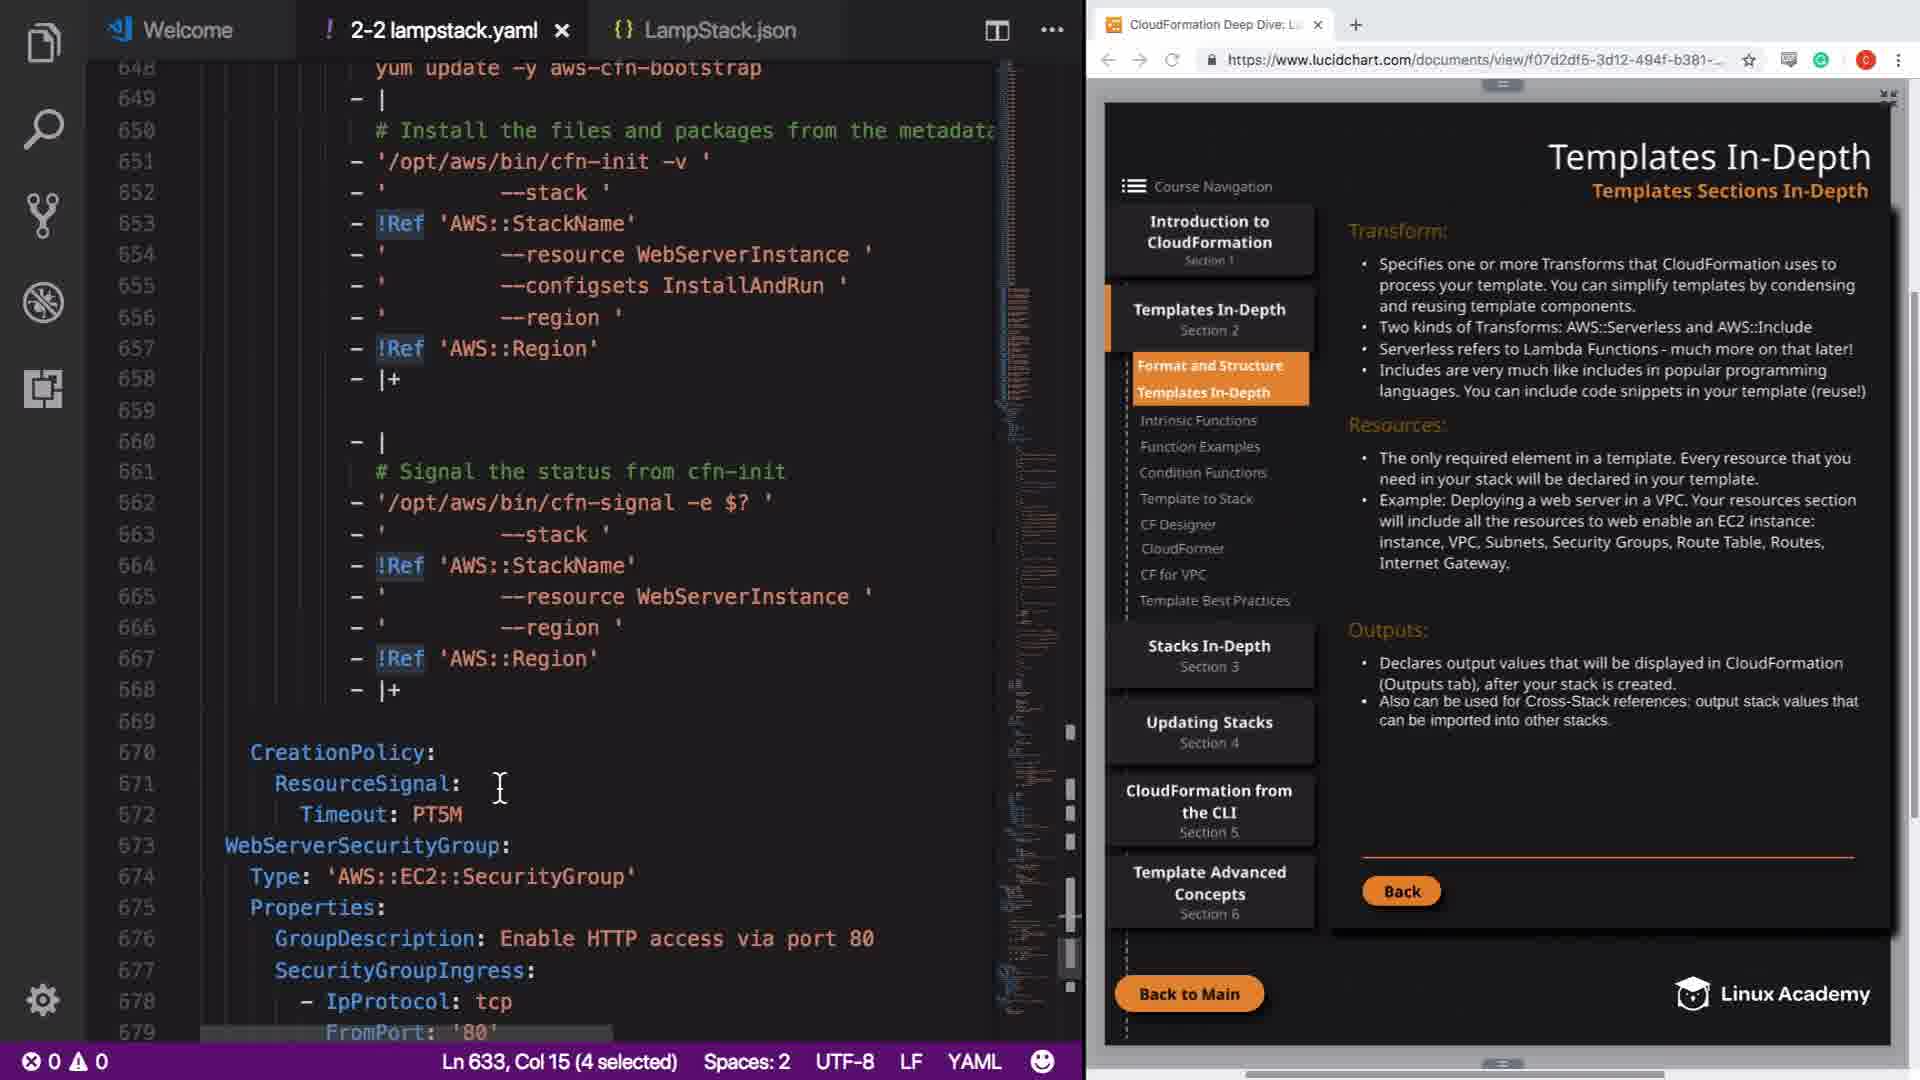 Welcome
! 2-2 lampstack.yaml
{} LampStack.json
648 yum update -y aws-cfn-bootstrap
649 - |
650 # Install the files and packages from the metadata
651 - '/opt/aws/bin/cfn-init -v '
652 - '         --stack '
653 - !Ref 'AWS::StackName'
654 - '         --resource WebServerInstance '
655 - '         --configsets InstallAndRun '
656 - '         --region '
657 - !Ref 'AWS::Region'
658 - |+
659
660 - |
661 # Signal the status from cfn-init
662 - '/opt/aws/bin/cfn-signal -e $? '
663 - '         --stack '
664 - !Ref 'AWS::StackName'
665 - '         --resource WebServerInstance '
666 - '         --region '
667 - !Ref 'AWS::Region'
668 - |+
669
670 CreationPolicy:
671 ResourceSignal:
672 Timeout: PT5M
673 WebServerSecurityGroup:
674 Type: 'AWS::EC2::SecurityGroup'
675 Properties:
676 GroupDescription: Enable HTTP access via port 80
677 SecurityGroupIngress:
678 - IpProtocol: tcp
679 FromPort: '80'
0 0
Ln 633, Col 15 (4 selected)
Spaces: 2
UTF-8
LF
YAML
CloudFormation Deep Dive: La
https://www.lucidchart.com/documents/view/f07d2df5-3d12-494f-b381-...
C
Templates In-Depth
Templates Sections In-Depth
Course Navigation
Introduction to
CloudFormation
Section 1
Templates In-Depth
Section 2
Format and Structure
Templates In-Depth
Intrinsic Functions
Function Examples
Condition Functions
Template to Stack
CF Designer
CloudFormer
CF for VPC
Template Best Practices
Stacks In-Depth
Section 3
Updating Stacks
Section 4
CloudFormation from
the CLI
Section 5
Template Advanced
Concepts
Section 6
Back to Main
Transform:
• Specifies one or more Transforms that CloudFormation uses to
process your template. You can simplify templates by condensing
and reusing template components.
• Two kinds of Transforms: AWS::Serverless and AWS::Include
• Serverless refers to Lambda Functions - much more on that later!
• Includes are very much like includes in popular programming
languages. You can include code snippets in your template (reuse!)
Resources:
• The only required element in a template. Every resource that you
need in your stack will be declared in your template.
• Example: Deploying a web server in a VPC. Your resources section
will include all the resources to web enable an EC2 instance:
instance, VPC, Subnets, Security Groups, Route Table, Routes,
Internet Gateway.
Outputs:
• Declares output values that will be displayed in CloudFormation
(Outputs tab), after your stack is created.
• Also can be used for Cross-Stack references: output stack values that
can be imported into other stacks.
Back
Linux Academy